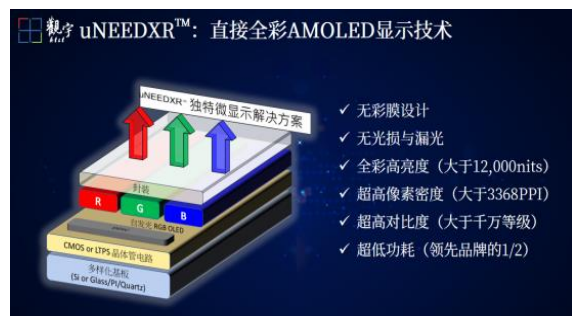 觀宇 uNEEDXR™：直接全彩AMOLED显示技术
uNEEDXR™ 独特微显示解决方案
封装
R G B
自发光 RGB OLED
CMOS or LTPS 晶体管电路
多样化基板
(Si or Glass/PI/Quartz)
✓ 无彩膜设计
✓ 无光损与漏光
✓ 全彩高亮度（大于12,000nits）
✓ 超高像素密度（大于3368PPI）
✓ 超高对比度（大于千万等级）
✓ 超低功耗（领先品牌的1/2）